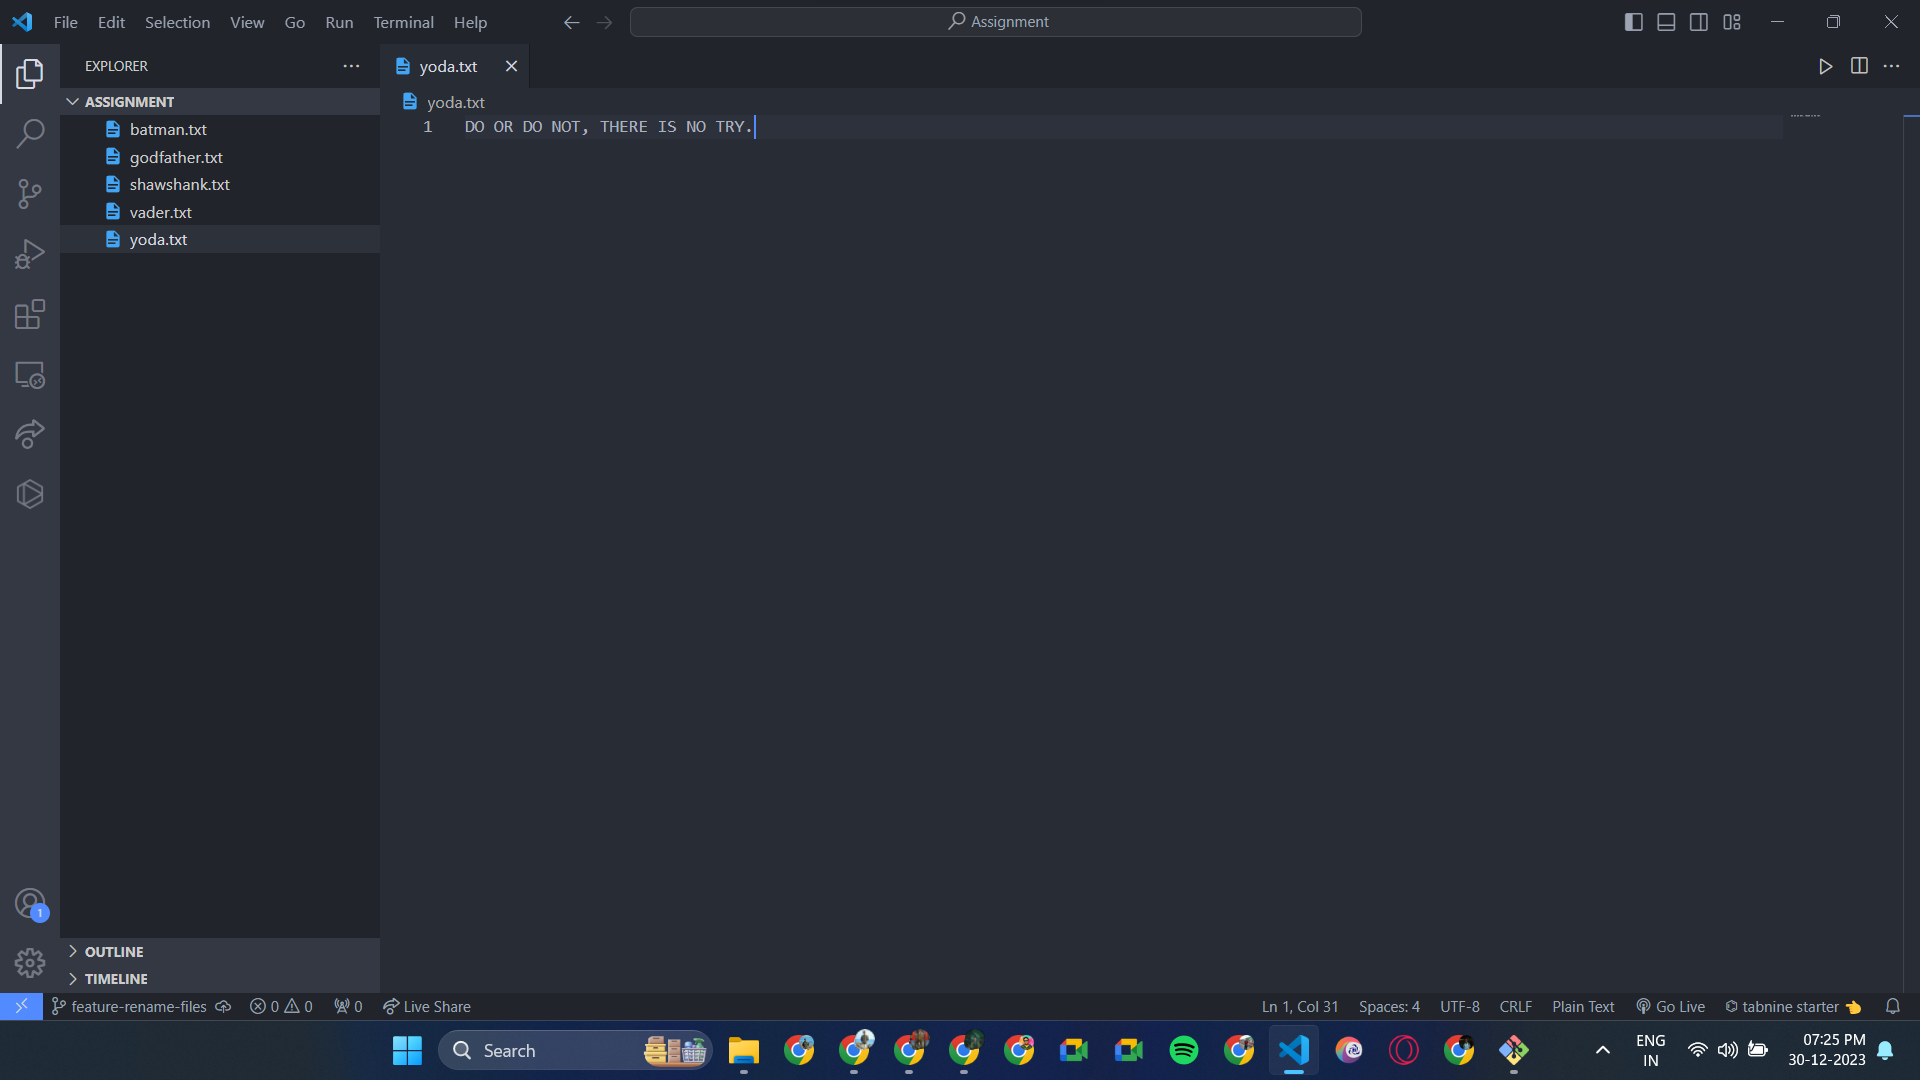 File Edit Selection View Go Run Terminal Help
Assignment
EXPLORER
yoda.txt
ASSIGNMENT
yoda.txt
batman.txt
godfather.txt
shawshank.txt
vader.txt
yoda.txt
1 DO OR DO NOT, THERE IS NO TRY.
1
OUTLINE
TIMELINE
feature-rename-files 0 0 0 Live Share
Ln 1, Col 31 Spaces: 4 UTF-8 CRLF Plain Text Go Live tabnine starter
Search
ENG
IN
07:25 PM
30-12-2023